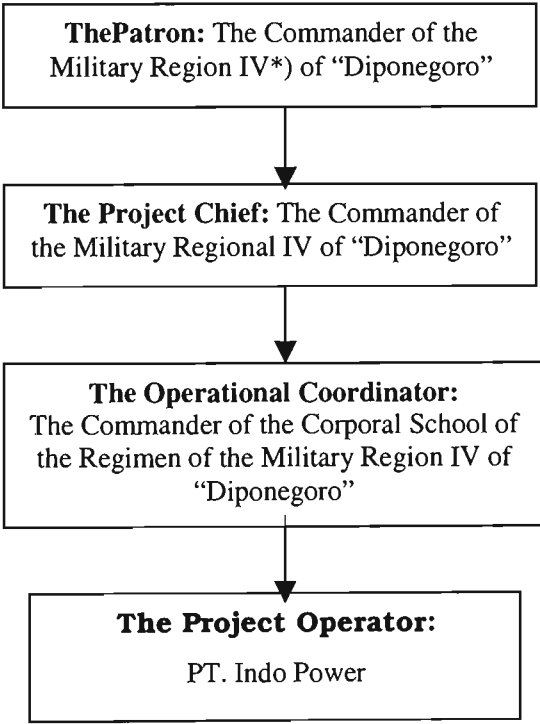 ThePatron: The Commander of the
Military Region IV*) of “Diponegoro”
The Project Chief: The Commander of
the Military Regional IV of “Diponegoro”
The Operational Coordinator:
The Commander of the Corporal School of
the Regimen of the Military Region IV of
“Diponegoro”
The Project Operator:
PT. Indo Power